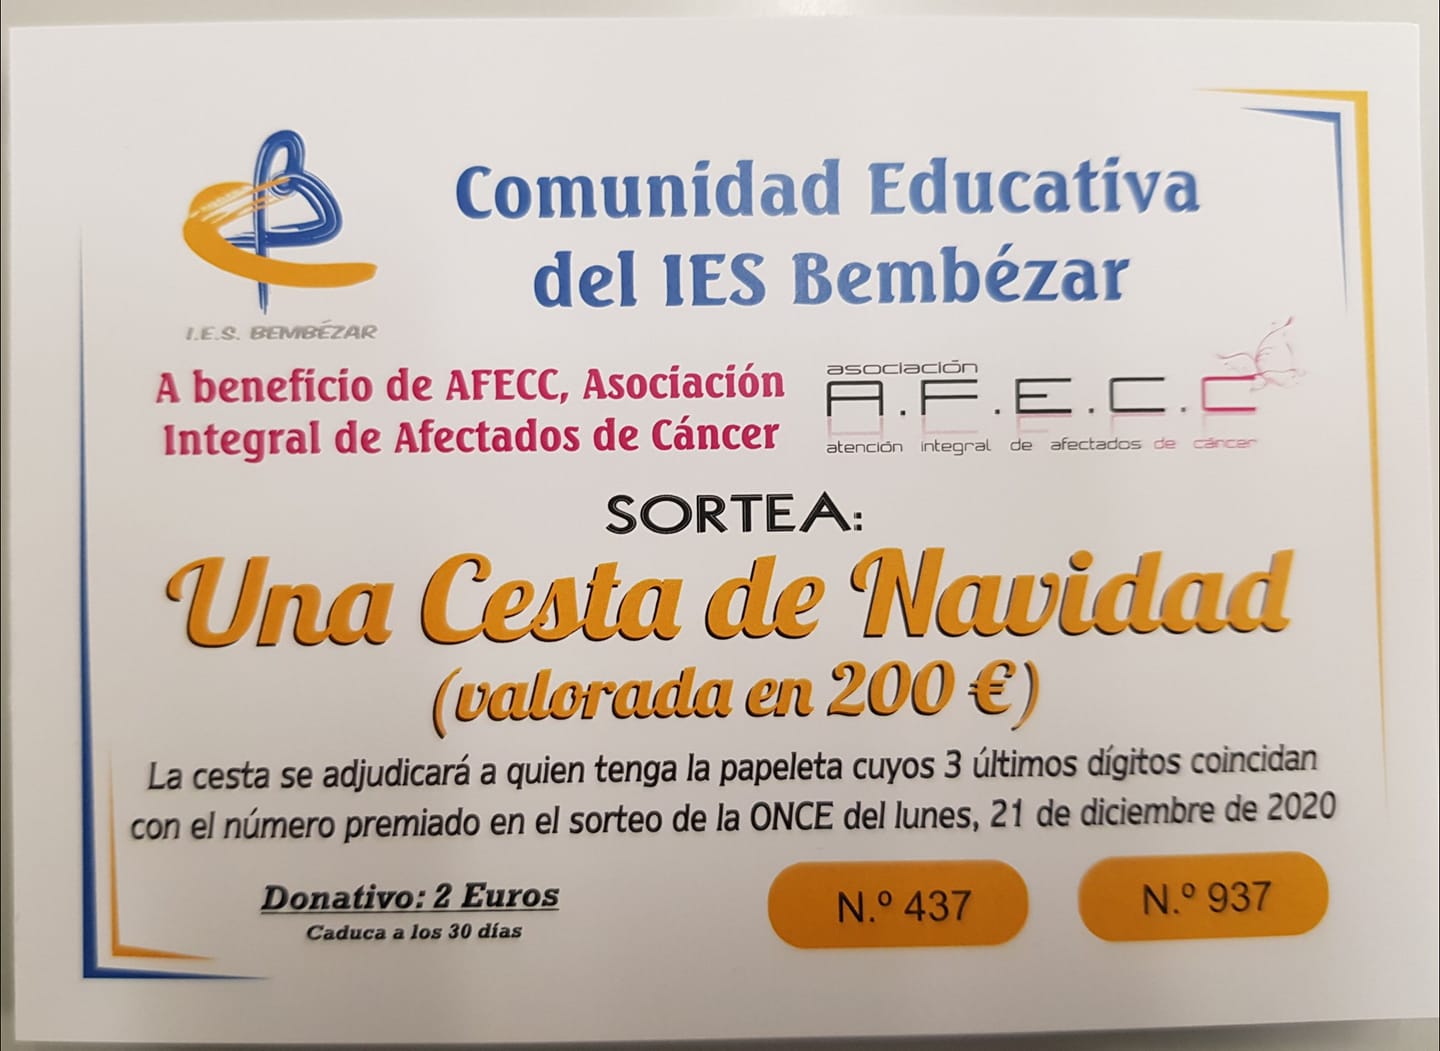 Comunidad Educativa
del IES Bembézar
I.E.S. BEMBÉZAR
A beneficio de AFECC, Asociación
Integral de Afectados de Cáncer
asociación
A.F.E.C.C
atención integral de afectados de cáncer
SORTEA:
Una Cesta de Navidad
(valorada en 200 €)
La cesta se adjudicará a quien tenga la papeleta cuyos 3 últimos dígitos coincidan
con el número premiado en el sorteo de la ONCE del lunes, 21 de diciembre de 2020
Donativo: 2 Euros
Caduca a los 30 días
N.º 437
N.º 937